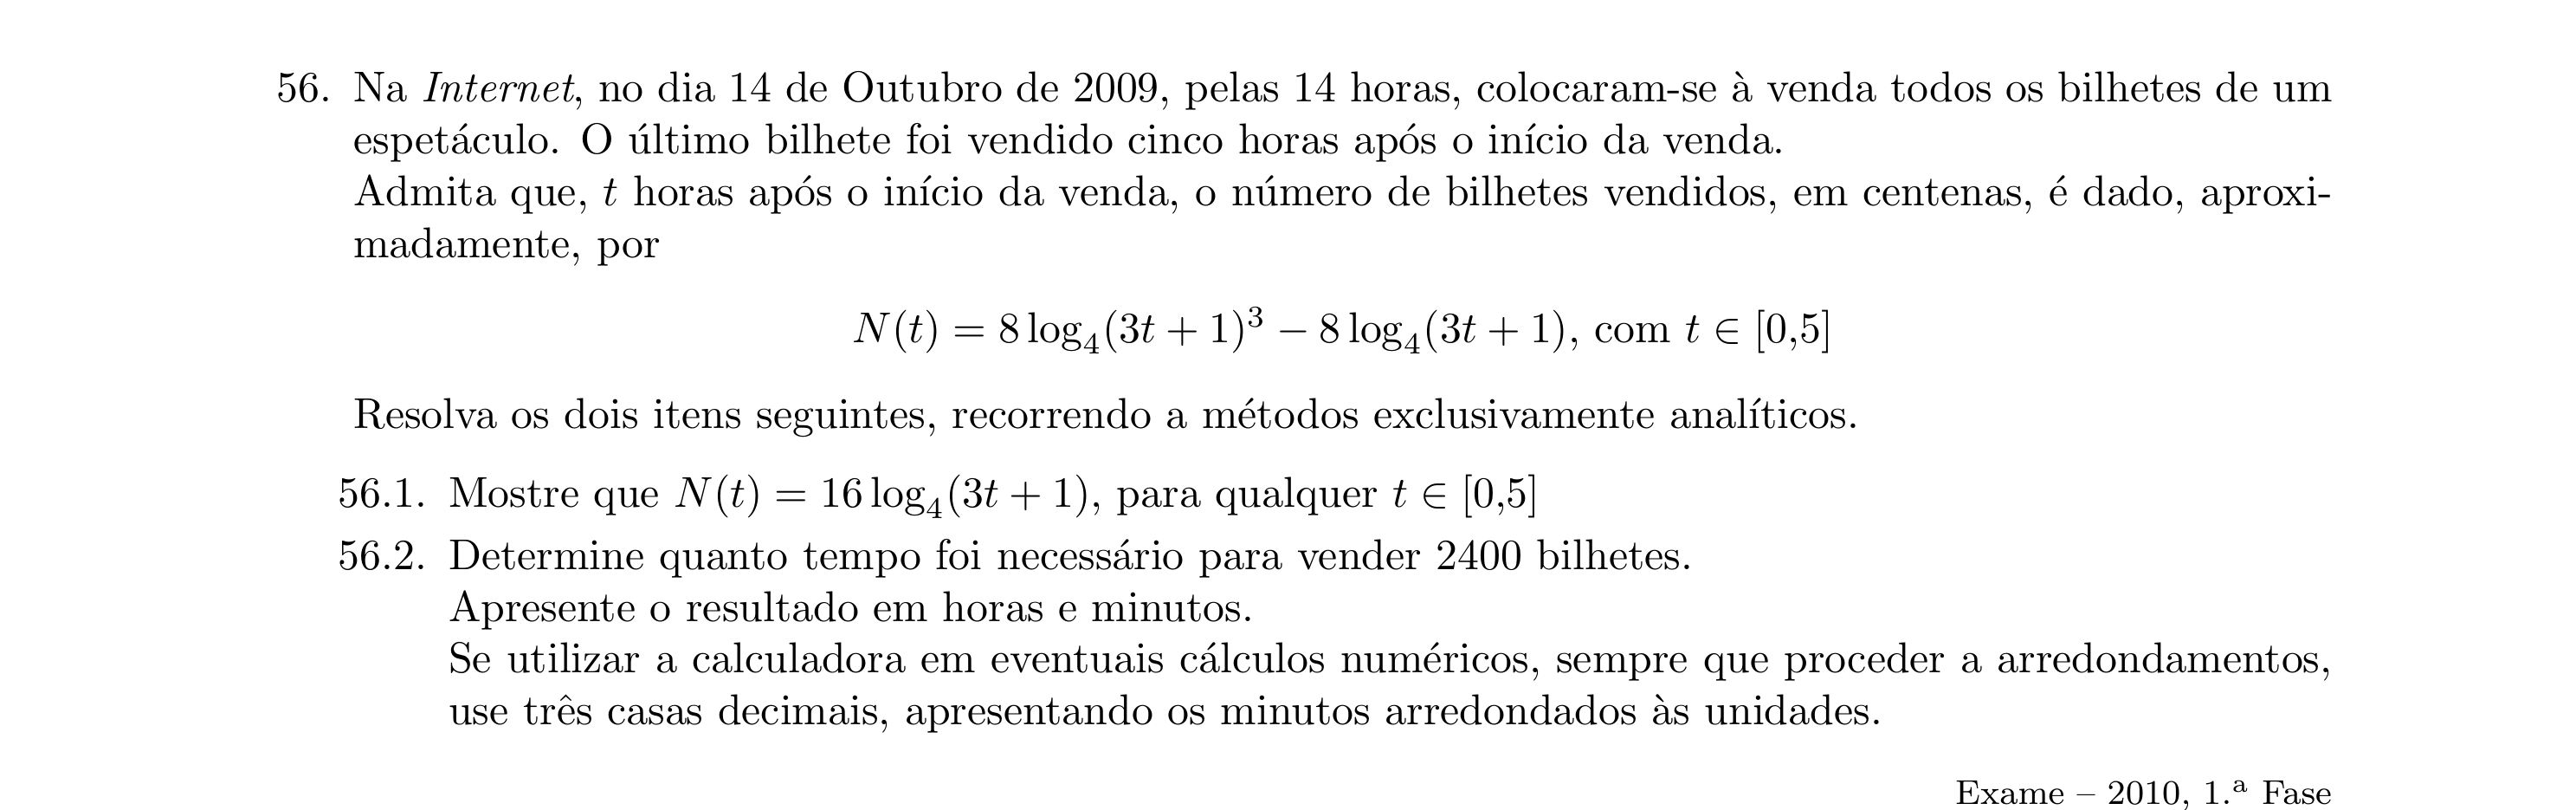 56. Na Internet, no dia 14 de Outubro de 2009, pelas 14 horas, colocaram-se à venda todos os bilhetes de um
espetáculo. O último bilhete foi vendido cinco horas após o início da venda.
Admita que, t horas após o início da venda, o número de bilhetes vendidos, em centenas, é dado, aproxi-
madamente, por
N(t) = 8 log₄(3t + 1)³ − 8 log₄(3t + 1), com t ∈ [0,5]
Resolva os dois itens seguintes, recorrendo a métodos exclusivamente analíticos.
56.1. Mostre que N(t) = 16 log₄(3t + 1), para qualquer t ∈ [0,5]
56.2. Determine quanto tempo foi necessário para vender 2400 bilhetes.
Apresente o resultado em horas e minutos.
Se utilizar a calculadora em eventuais cálculos numéricos, sempre que proceder a arredondamentos,
use três casas decimais, apresentando os minutos arredondados às unidades.
Exame – 2010, 1.ª Fase